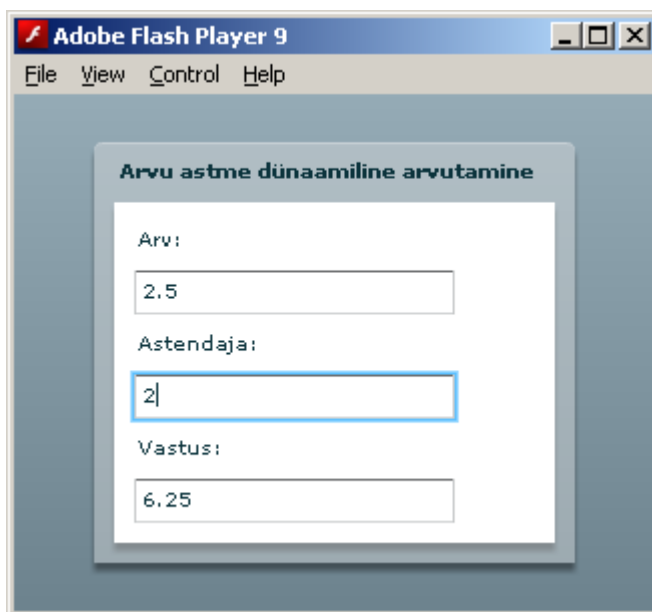 Adobe Flash Player 9
File View Control Help
Arvu astme dünaamiline arvutamine
Arv:
2.5
Astendaja:
2
Vastus:
6.25